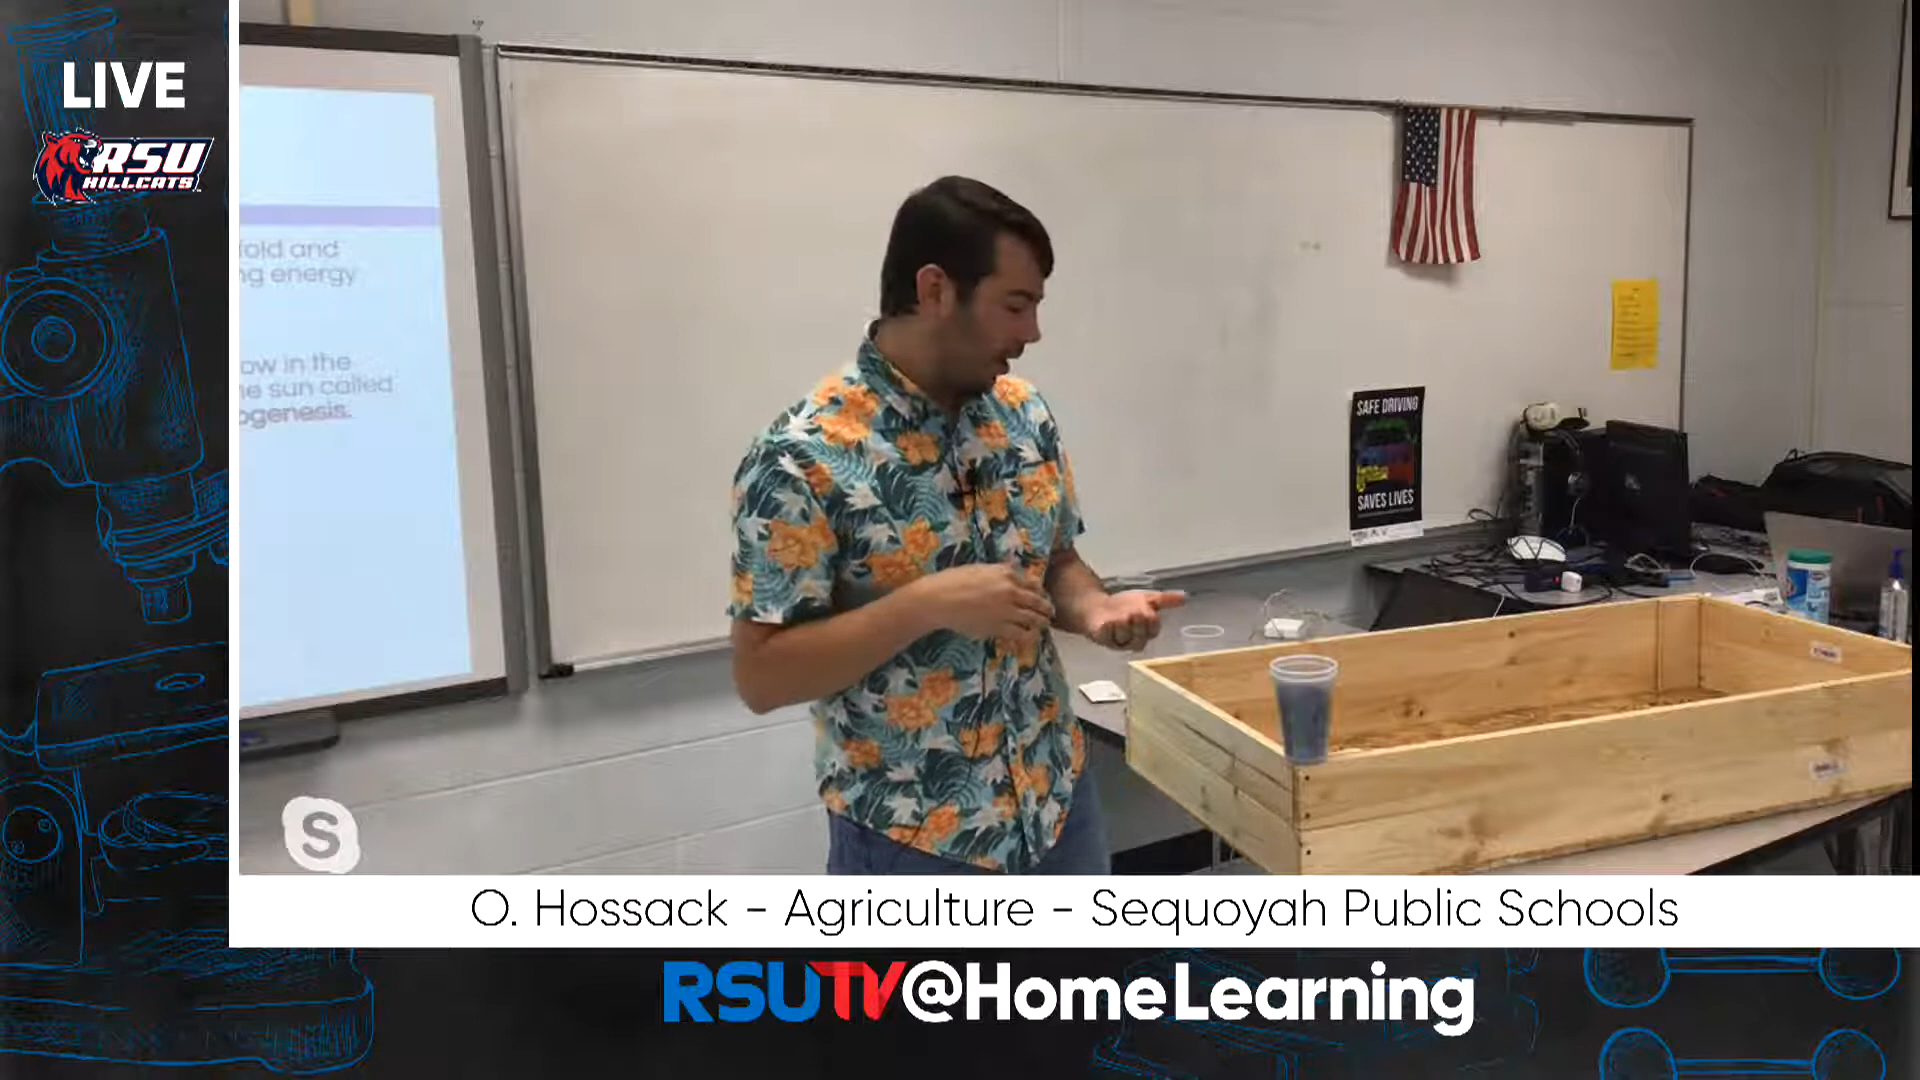 LIVE
RSU
HILLCATS
fold and
ng energy
ow in the
e sun called
ogenesis.
SAFE DRIVING
SAVES LIVES
S
O. Hossack - Agriculture - Sequoyah Public Schools
RSUTV@HomeLearning